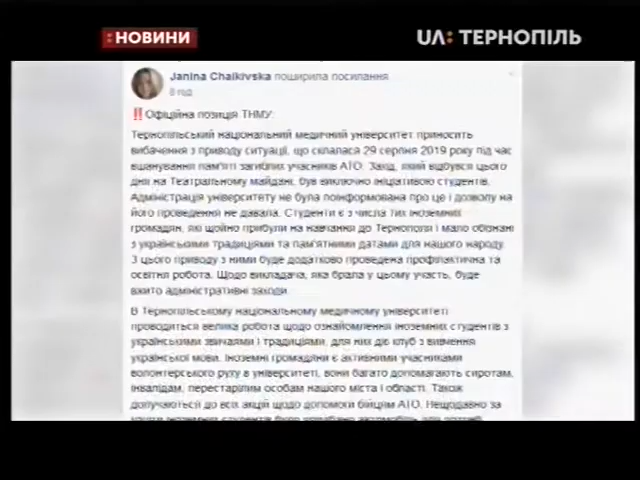 :НОВИНИ
UA: ТЕРНОПІЛЬ
Janina Chaikivska поширила посилання
8 год
‼Офіційна позиція ТНМУ:
Тернопільський національний медичний університет приносить
вибачення з приводу ситуації, що склалася 29 серпня 2019 року під час
вшанування пам'яті загиблих учасників АТО. Захід, який відбувся цього
дня на Театральному майдані, був виключно ініціативою студентів.
Адміністрація університету не була поінформована про це і дозволу на
його проведення не давала. Студенти є з числа тих іноземних
громадян, які щойно прибули на навчання до Тернополя і мало обізнані
з українськими традиціями та пам'ятними датами для нашого народу.
З цього приводу з ними буде додатково проведена профілактична та
освітня робота. Щодо викладача, яка брала у цьому участь, буде
вжито адміністративні заходи.
В Тернопільському національному медичному університеті
проводиться велика робота щодо ознайомлення іноземних студентів з
українськими звичаями і традиціями, для них діє клуб з вивчення
української мови. Іноземні громадяни є активними учасниками
волонтерського руху в університеті, вони багато допомагають сиротам,
інвалідам, перестарілим особам нашого міста і області. Також
долучаються до всіх акцій щодо допомоги бійцям АТО. Нещодавно за